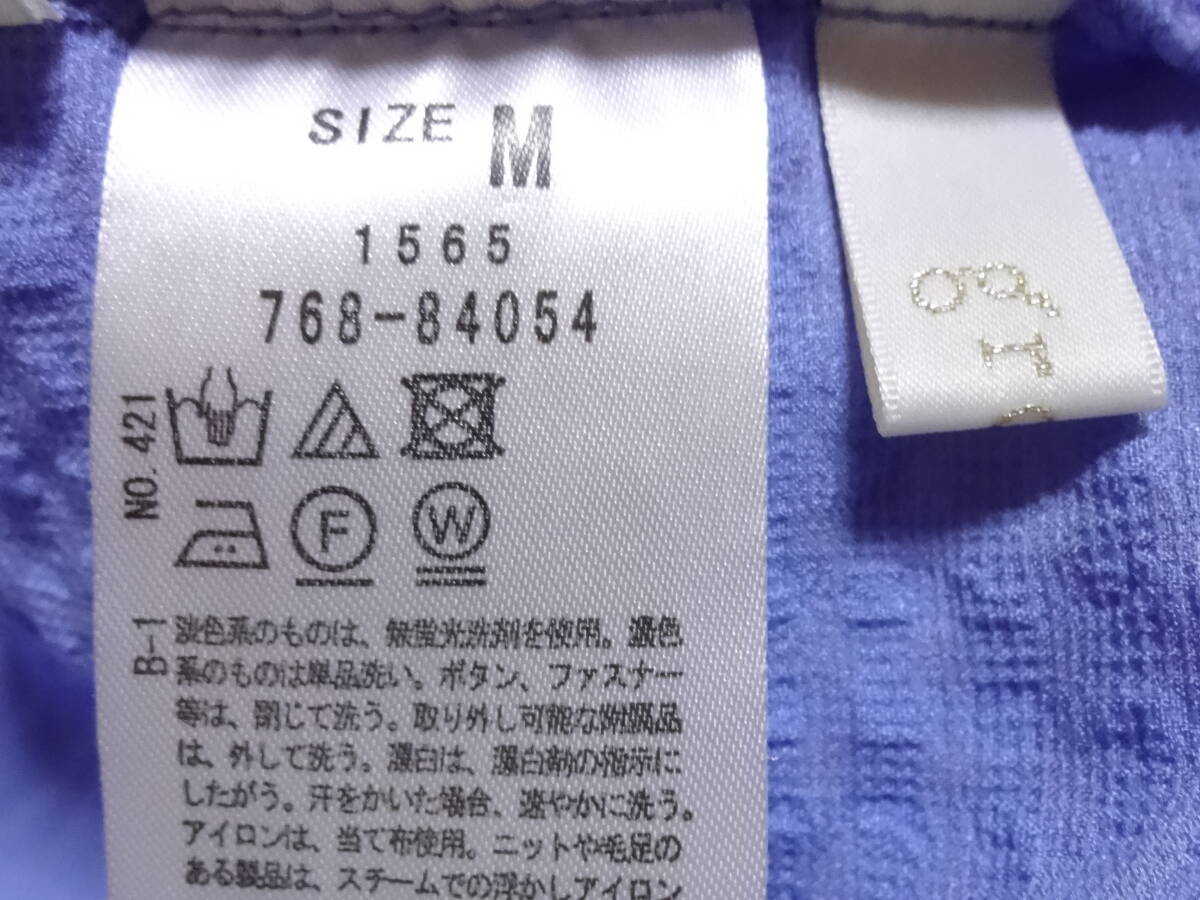 SIZE M
1565
768-84054
NO. 421
F
W
B-1
淡色系のものは、無蛍光洗剤を使用。濃色
系のものは単品洗い。ボタン、ファスナー
等は、閉じて洗う。取り外し可能な附属品
は、外して洗う。漂白は、漂白剤の指示に
したがう。汗をかいた場合、速やかに洗う。
アイロンは、当て布使用。ニットや毛足の
ある製品は、スチームでの浮かしアイロン
gr